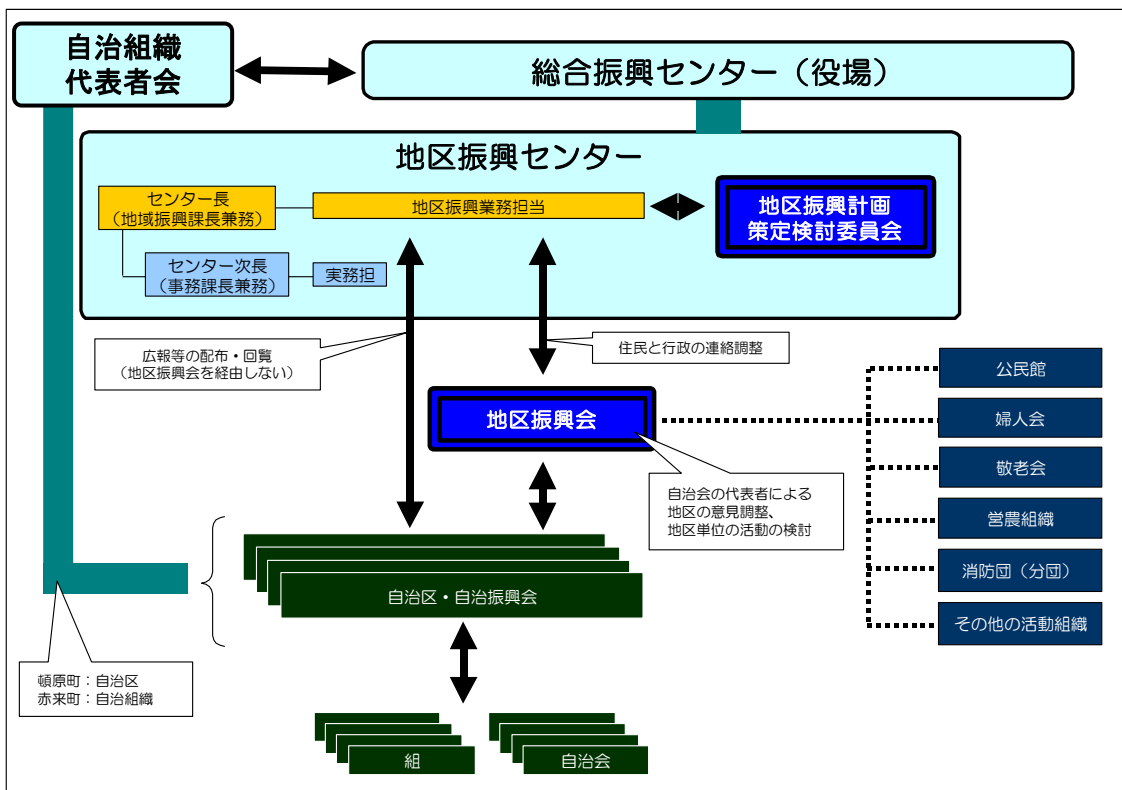 自治組織
代表者会
総合振興センター（役場）
地区振興センター
センター長
（地域振興課長兼務）
地区振興業務担当
地区振興計画
策定検討委員会
センター次長
（事務課長兼務）
実務担
広報等の配布・回覧
（地区振興会を経由しない）
住民と行政の連絡調整
公民館
地区振興会
婦人会
敬老会
自治会の代表者による
地区の意見調整、
地区単位の活動の検討
営農組織
消防団（分団）
自治区・自治振興会
その他の活動組織
頓原町：自治区
赤来町：自治組織
組
自治会